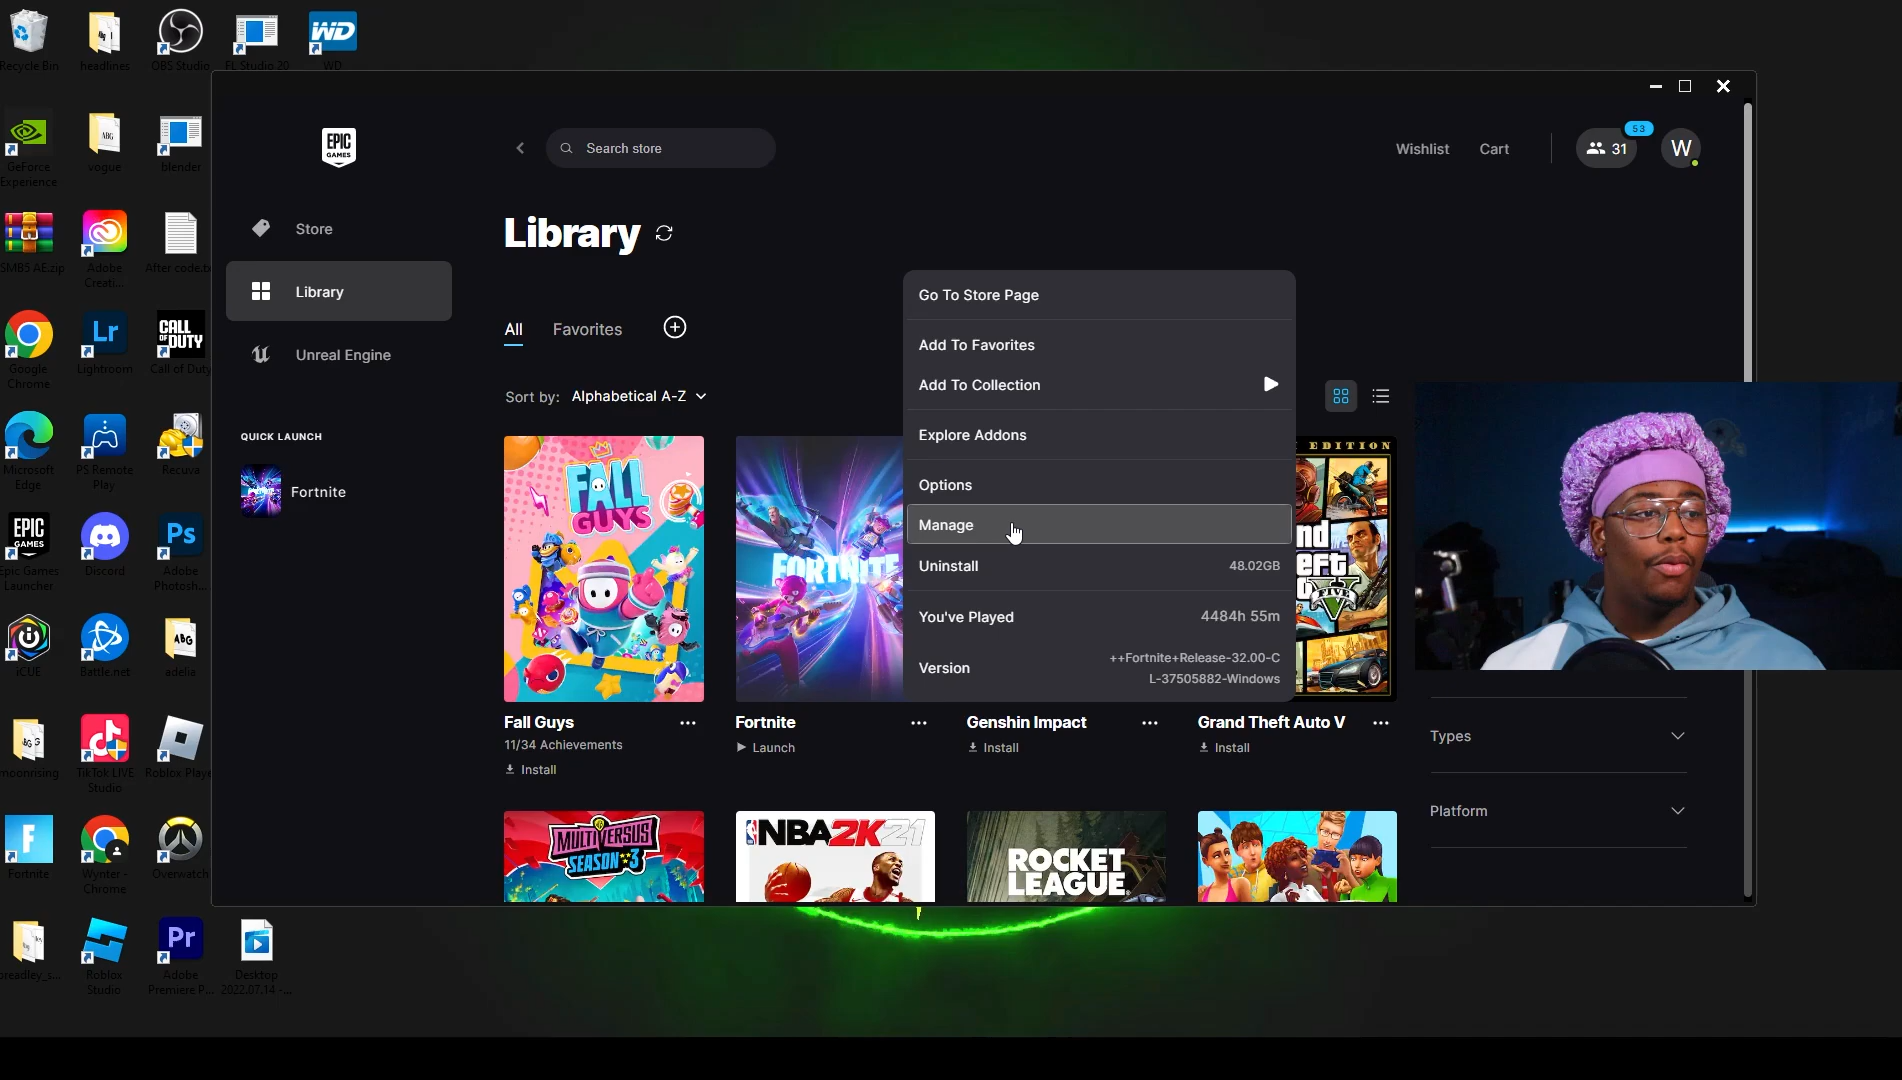 Recycle Bin
headlines
OBS Studio
FL Studio 20
WD
WD
EPIC
GAMES
Search store
Wishlist
Cart
53
31
W
GeForce
Experience
ABG
vogue
blender
Store
Library
Library
Unreal Engine
SMBS AE.zip
Adobe
Creati...
All
Favorites
Go To Store Page
Add To Favorites
Add To Collection
Explore Addons
Options
Manage
Uninstall
48.02GB
You've Played
4484h 55m
Version
++Fortnite+Release-32.00-C
L-37505882-Windows
Google
Chrome
Lr
Lightroom
CALL
OF DUTY
Call of Duty
Sort by: Alphabetical A-Z
QUICK LAUNCH
Fortnite
Microsoft
Edge
PS Remote
Play
Recuva
FALL
GUYS
FORTNITE
EDITION
FIVE
EPIC
GAMES
Epic Games
Launcher
Discord
Ps
Adobe
Photosh...
iCUE
Battle.net
ABG
adelia
Fall Guys
11/34 Achievements
Install
Fortnite
Launch
Genshin Impact
Install
Grand Theft Auto V
Install
Types
Platform
moonrising
TikTok LIVE
Studio
Roblox Playe
MULTIVERSUS
SEASON 3
NBA 2K21
ROCKET
LEAGUE
F
Fortnite
Wynter -
Chrome
Overwatch
Roblox
Studio
Pr
Adobe
Premiere P...
Desktop
2022.07.14 -...